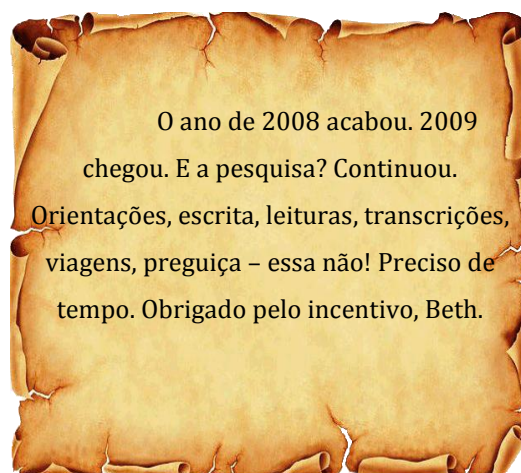 O ano de 2008 acabou. 2009
chegou. E a pesquisa? Continuou.
Orientações, escrita, leituras, transcrições,
viagens, preguiça – essa não! Preciso de
tempo. Obrigado pelo incentivo, Beth.